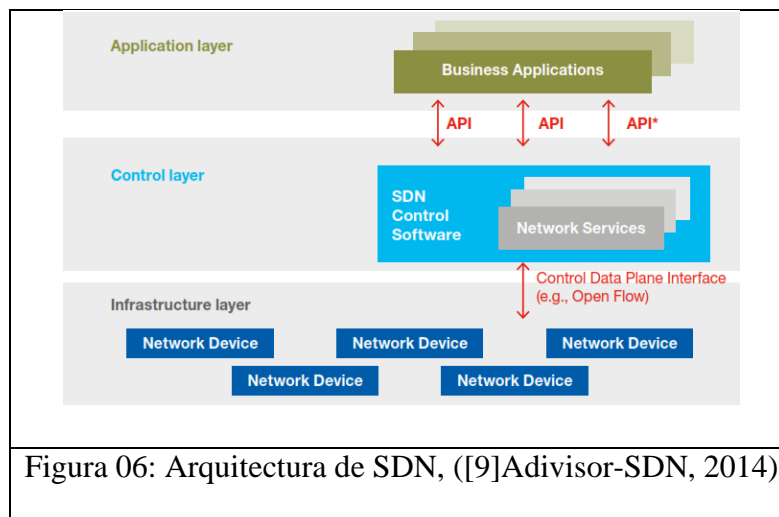 Application layer
Business Applications
API API API*
Control layer
SDN
Control
Software
Network Services
Control Data Plane Interface
(e.g., Open Flow)
Infrastructure layer
Network Device Network Device Network Device
Network Device Network Device
Figura 06: Arquitectura de SDN, ([9]Adivisor-SDN, 2014)